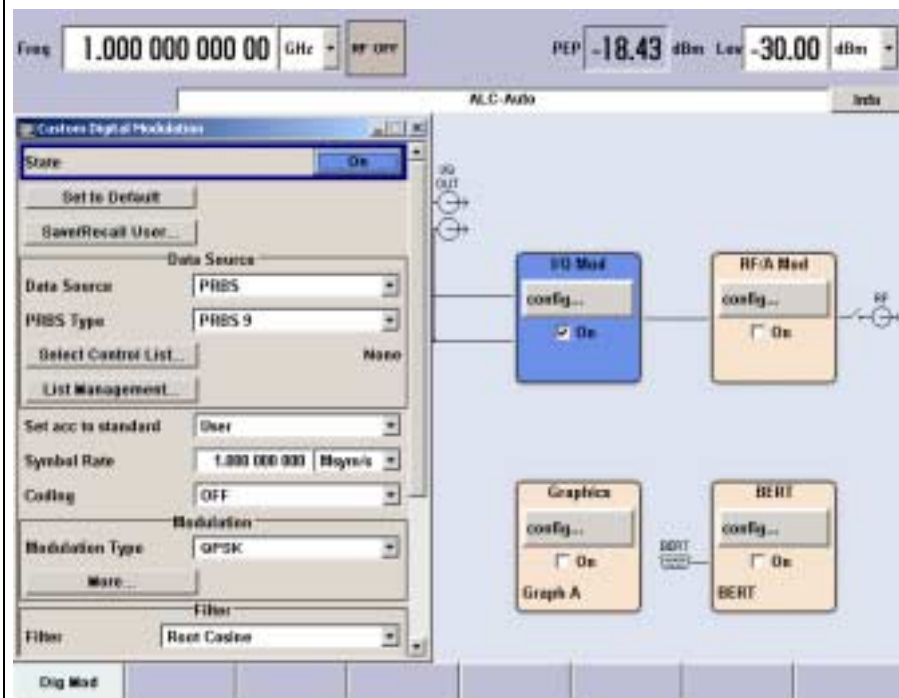 Freq 1.000 000 000 00 GHz RF OFF PEP -18.43 dBm Lev -30.00 dBm
ALC-Auto Info
Custom Digital Modulation
State On
Set to Default
Save/Recall User...
Data Source
Data Source PRBS
PRBS Type PRBS 9
Select Control List... None
List Management...
Set acc to standard User
Symbol Rate 1.000 000 000 Msym/s
Coding OFF
Modulation
Modulation Type QPSK
More...
Filter
Filter Root Cosine
I/Q
OUT
I/Q Mod
config...
On
RF/A Mod
config...
On
RF
Graphics
config...
On
Graph A
BERT
BERT
config...
On
BERT
Dig Mod